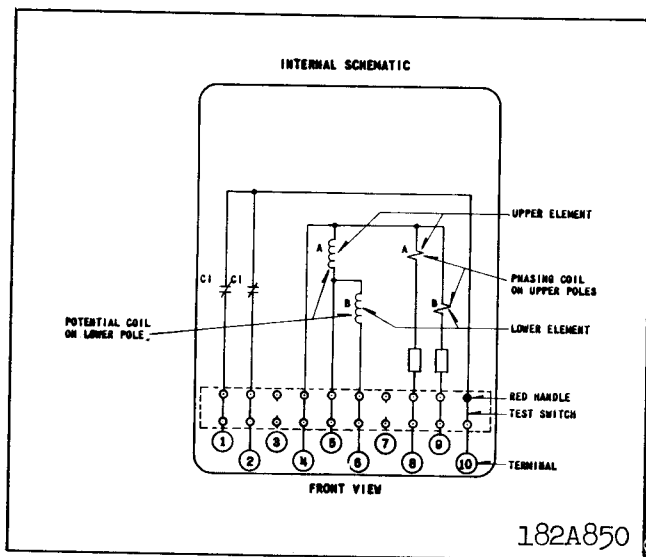 INTERNAL SCHEMATIC
UPPER ELEMENT
A
A
PHASING COIL
ON UPPER POLES
C1 C1
B
B
POTENTIAL COIL
ON LOWER POLE
LOWER ELEMENT
RED HANDLE
TEST SWITCH
1 2 3 4 5 6 7 8 9 10
TERMINAL
FRONT VIEW
182A850